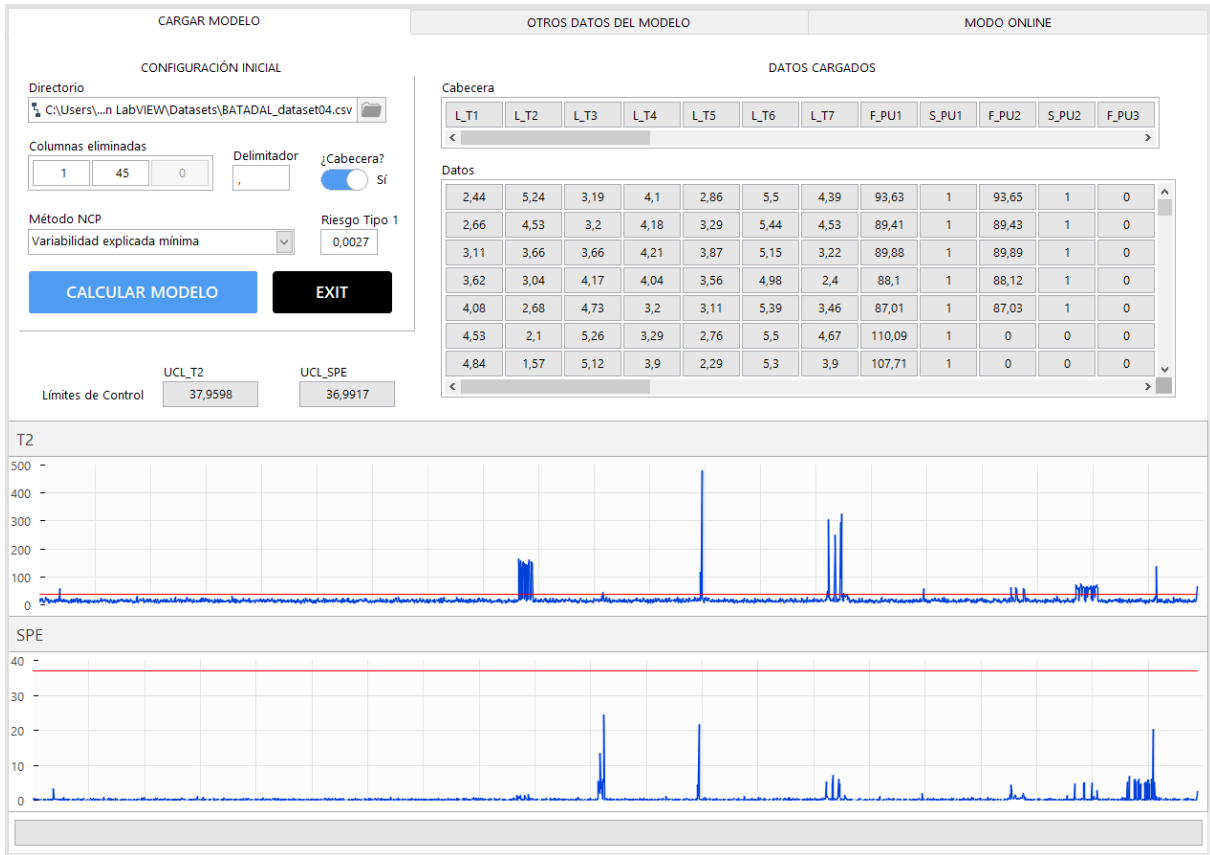 CARGAR MODELO OTROS DATOS DEL MODELO MODO ONLINE
CONFIGURACIÓN INICIAL
Directorio
C:\Users\...n LabVIEW\Datasets\BATADAL_dataset04.csv
Columnas eliminadas Delimitador ¿Cabecera?
1 45 0 , Sí
Método NCP Riesgo Tipo 1
Variabilidad explicada mínima 0,0027
CALCULAR MODELO EXIT
UCL_T2 UCL_SPE
Límites de Control 37,9598 36,9917
DATOS CARGADOS
Cabecera
L_T1 L_T2 L_T3 L_T4 L_T5 L_T6 L_T7 F_PU1 S_PU1 F_PU2 S_PU2 F_PU3
Datos
2,44 5,24 3,19 4,1 2,86 5,5 4,39 93,63 1 93,65 1 0
2,66 4,53 3,2 4,18 3,29 5,44 4,53 89,41 1 89,43 1 0
3,11 3,66 3,66 4,21 3,87 5,15 3,22 89,88 1 89,89 1 0
3,62 3,04 4,17 4,04 3,56 4,98 2,4 88,1 1 88,12 1 0
4,08 2,68 4,73 3,2 3,11 5,39 3,46 87,01 1 87,03 1 0
4,53 2,1 5,26 3,29 2,76 5,5 4,67 110,09 1 0 0 0
4,84 1,57 5,12 3,9 2,29 5,3 3,9 107,71 1 0 0 0
T2
500
400
300
200
100
0
SPE
40
30
20
10
0